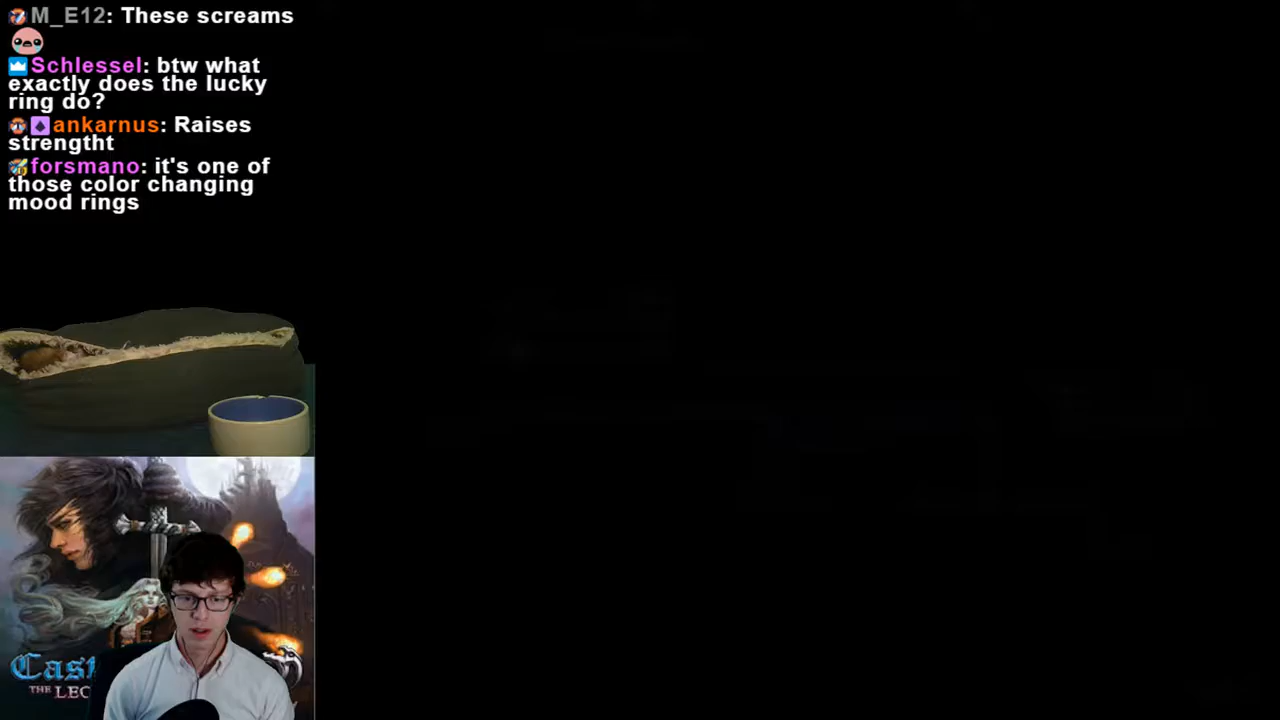 M_E12: These screams
Schlessel: btw what
exactly does the lucky
ring do?
ankarnus: Raises
strengtht
forsmano: it's one of
those color changing
mood rings
Cast
THE LEC